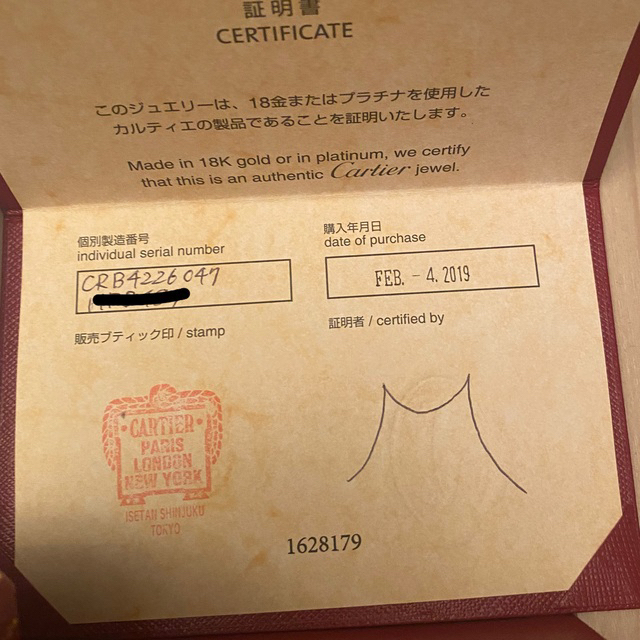 証明書
CERTIFICATE
このジュエリーは、18金またはプラチナを使用した
カルティエの製品であることを証明いたします。
Made in 18K gold or in platinum, we certify
that this is an authentic Cartier jewel.
個別製造番号
individual serial number
CRB4226047
購入年月日
date of purchase
FEB. - 4. 2019
販売ブティック印 / stamp
証明者 / certified by
CARTIER
PARIS
LONDON
NEW YORK
ISETAN SHINJUKU
TOKYO
1628179